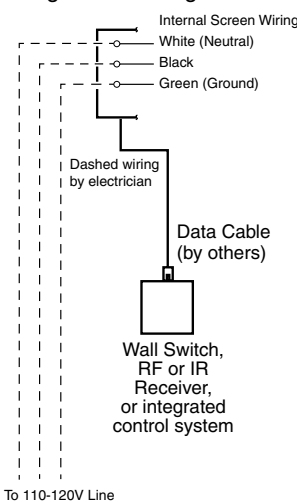 Internal Screen Wiring
White (Neutral)
Black
Green (Ground)
Dashed wiring
by electrician
Data Cable
(by others)
Wall Switch,
RF or IR
Receiver,
or integrated
control system
To 110-120V Line